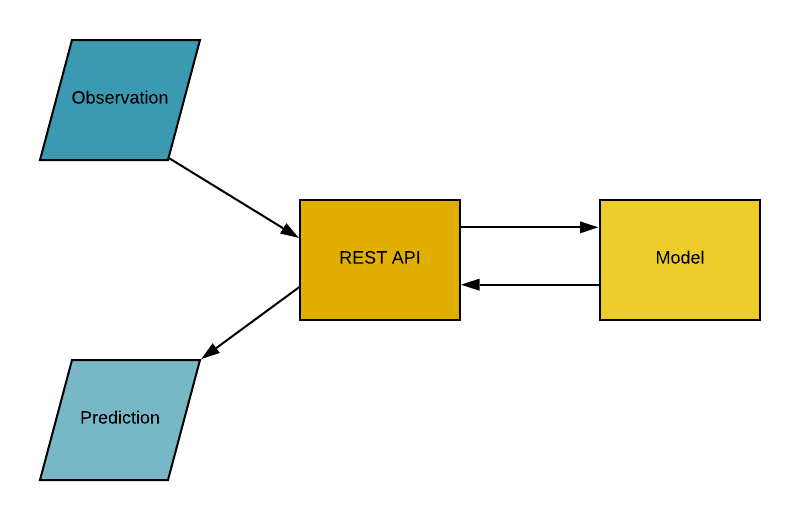 Observation
REST API
Model
Prediction